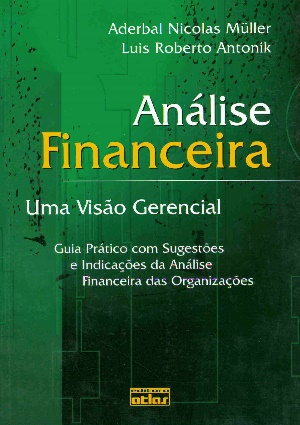 Aderbal Nicolas Müller
Luis Roberto Antonik
Análise
Financeira
Uma Visão Gerencial
Guia Prático com Sugestões
e Indicações da Análise
Financeira das Organizações
editora
atlas